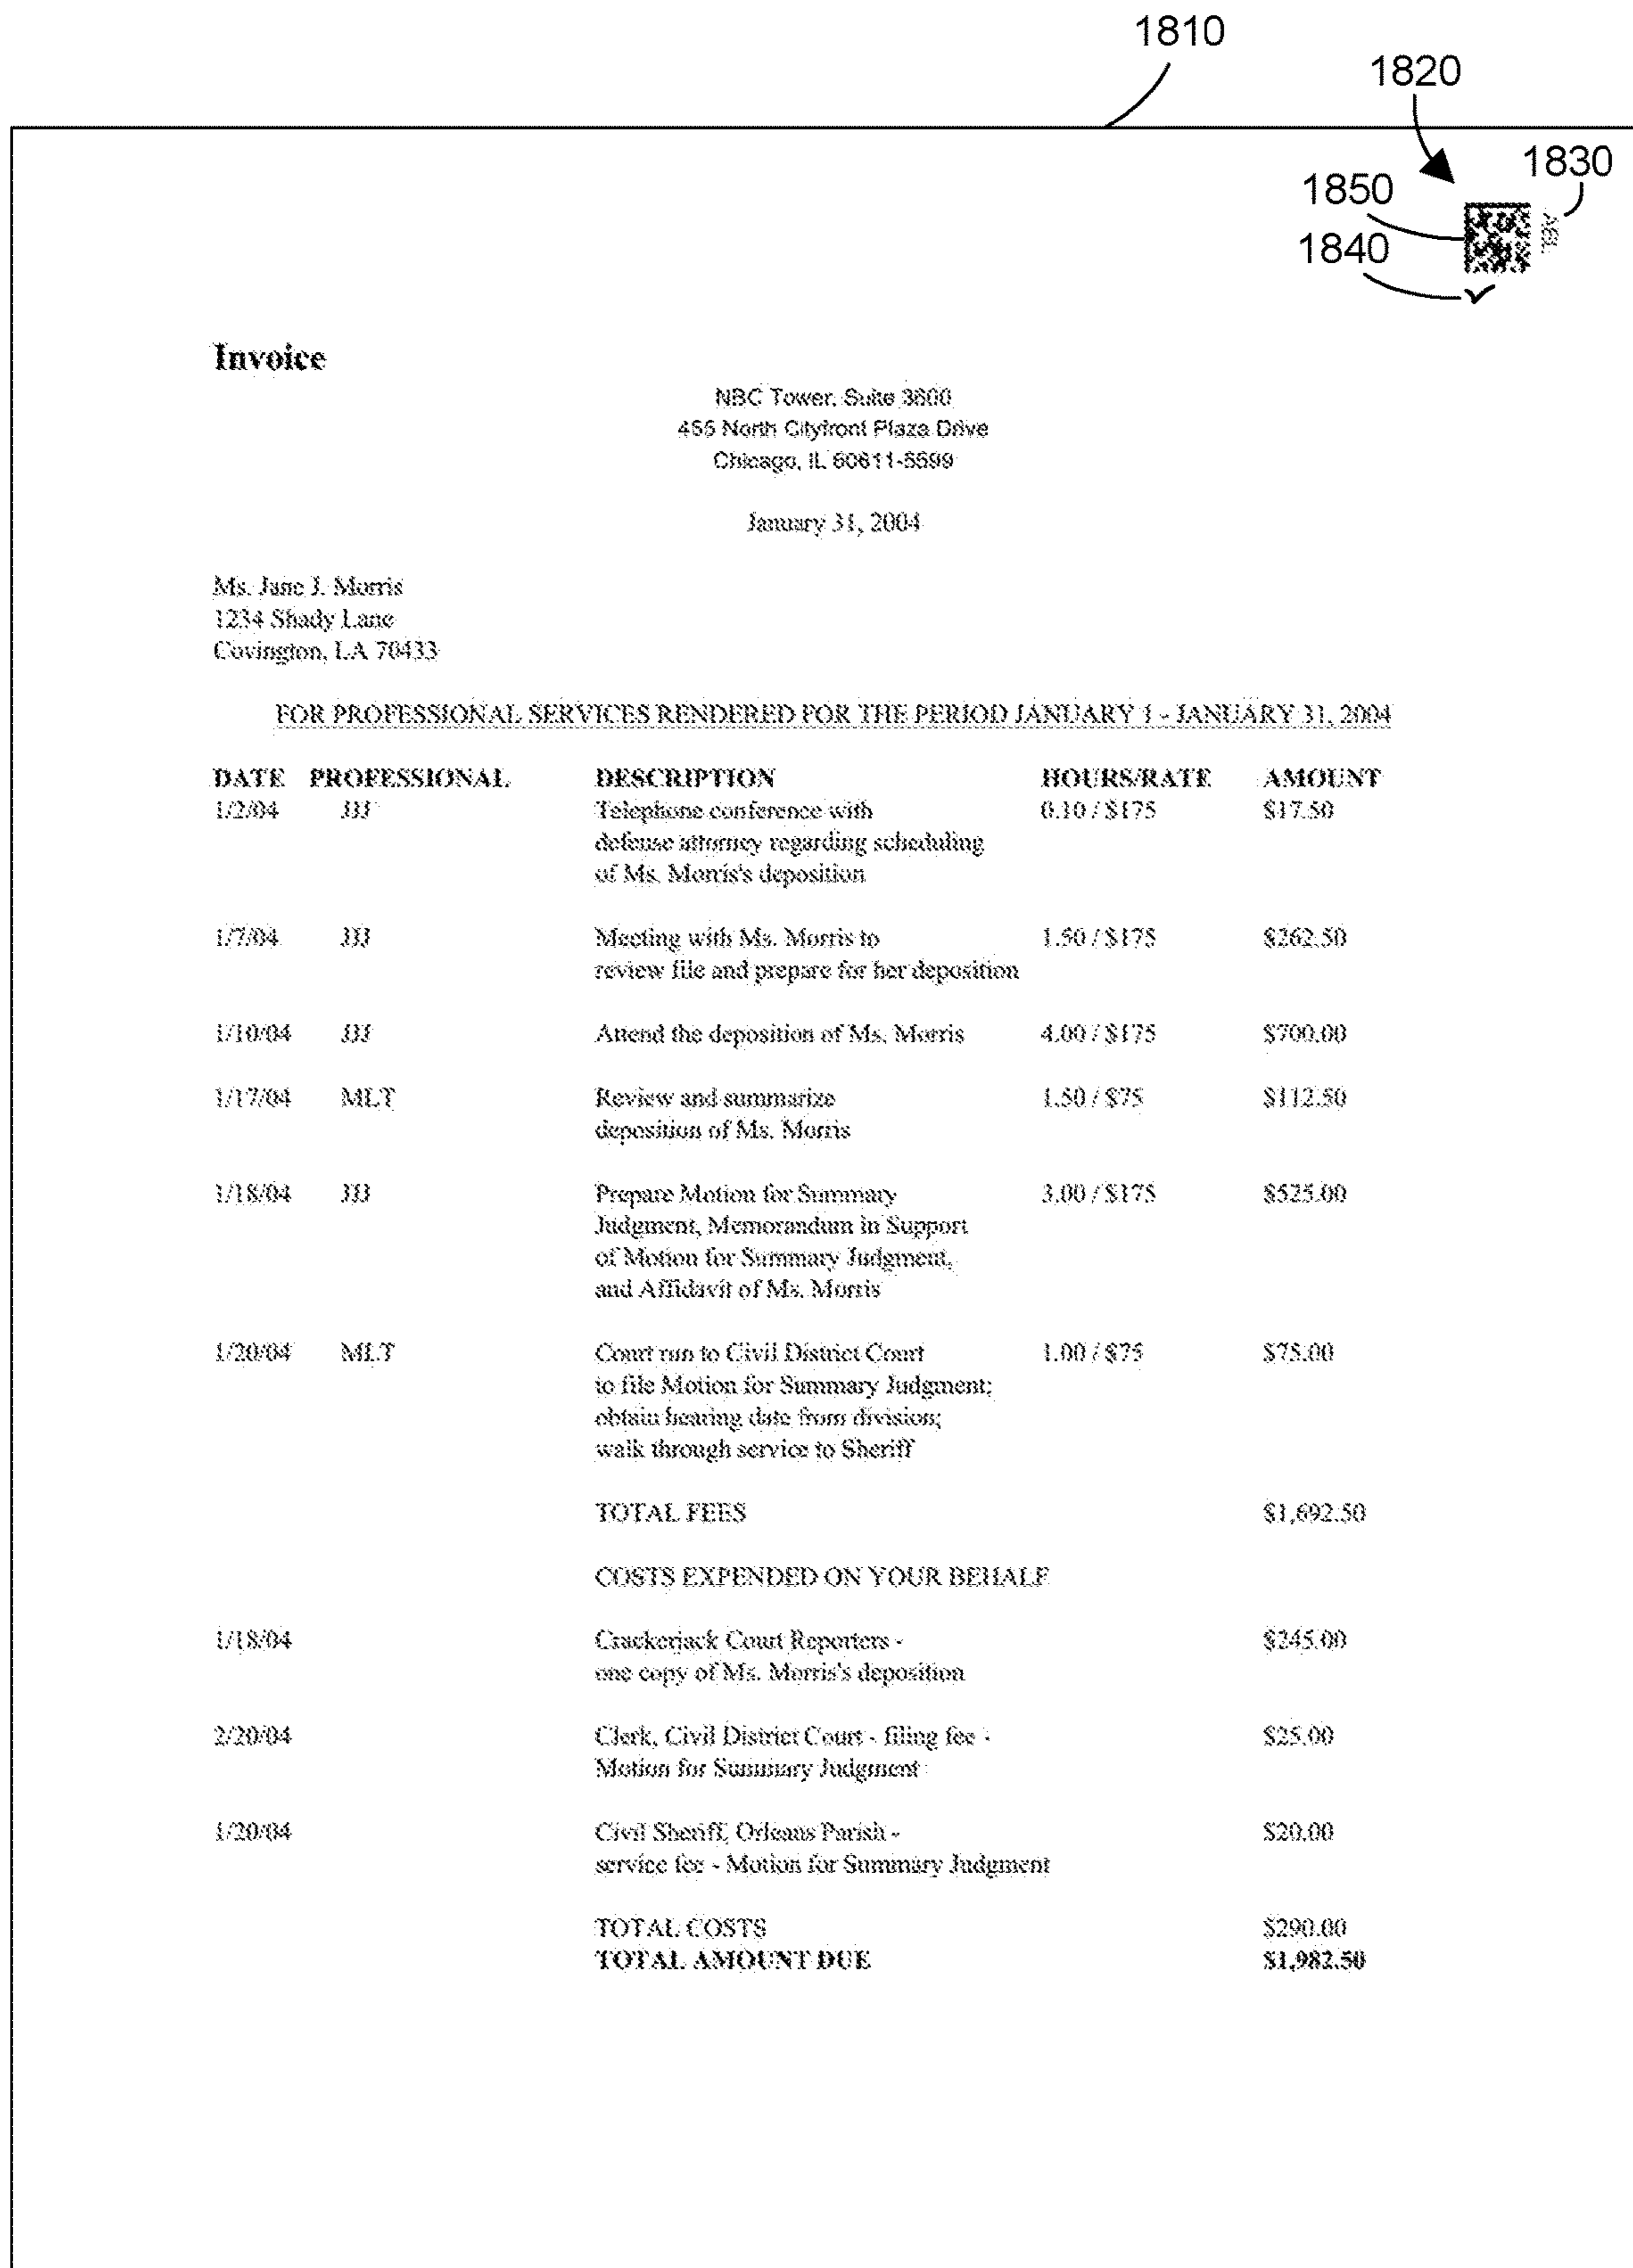 1810
1820
1830
1850
1840
Invoice
NBC Tower, Suite 3600
455 North Cityfront Plaza Drive
Chicago, IL 60611-5599
January 31, 2004
Ms. Jane J. Morris
1234 Shady Lane
Covington, LA 70433
FOR PROFESSIONAL SERVICES RENDERED FOR THE PERIOD JANUARY 1 - JANUARY 31, 2004
DATE PROFESSIONAL DESCRIPTION HOURS/RATE AMOUNT
1/2/04 JJJ Telephone conference with 0.10 / $175 $17.50
defense attorney regarding scheduling
of Ms. Morris's deposition
1/7/04 JJJ Meeting with Ms. Morris to 1.50 / $175 $262.50
review file and prepare for her deposition
1/10/04 JJJ Attend the deposition of Ms. Morris 4.00 / $175 $700.00
1/17/04 MLT Review and summarize 1.50 / $75 $112.50
deposition of Ms. Morris
1/18/04 JJJ Prepare Motion for Summary 3.00 / $175 $525.00
Judgment, Memorandum in Support
of Motion for Summary Judgment,
and Affidavit of Ms. Morris
1/20/04 MLT Court run to Civil District Court 1.00 / $75 $75.00
to file Motion for Summary Judgment;
obtain hearing date from division;
walk through service to Sheriff
TOTAL FEES $1,692.50
COSTS EXPENDED ON YOUR BEHALF
1/18/04 Crackerjack Court Reporters - $245.00
one copy of Ms. Morris's deposition
2/20/04 Clerk, Civil District Court - filing fee - $25.00
Motion for Summary Judgment
1/20/04 Civil Sheriff, Orleans Parish - $20.00
service fee - Motion for Summary Judgment
TOTAL COSTS $290.00
TOTAL AMOUNT DUE $1,982.50